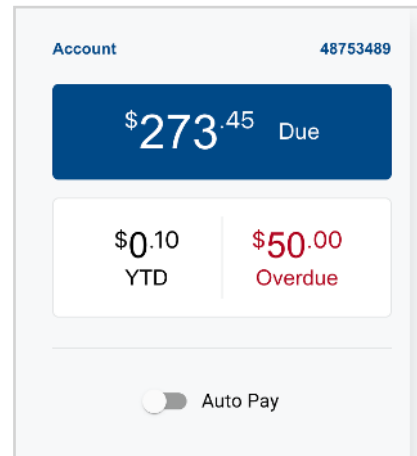 Account 48753489
$273.45 Due
$0.10 $50.00
YTD Overdue
Auto Pay